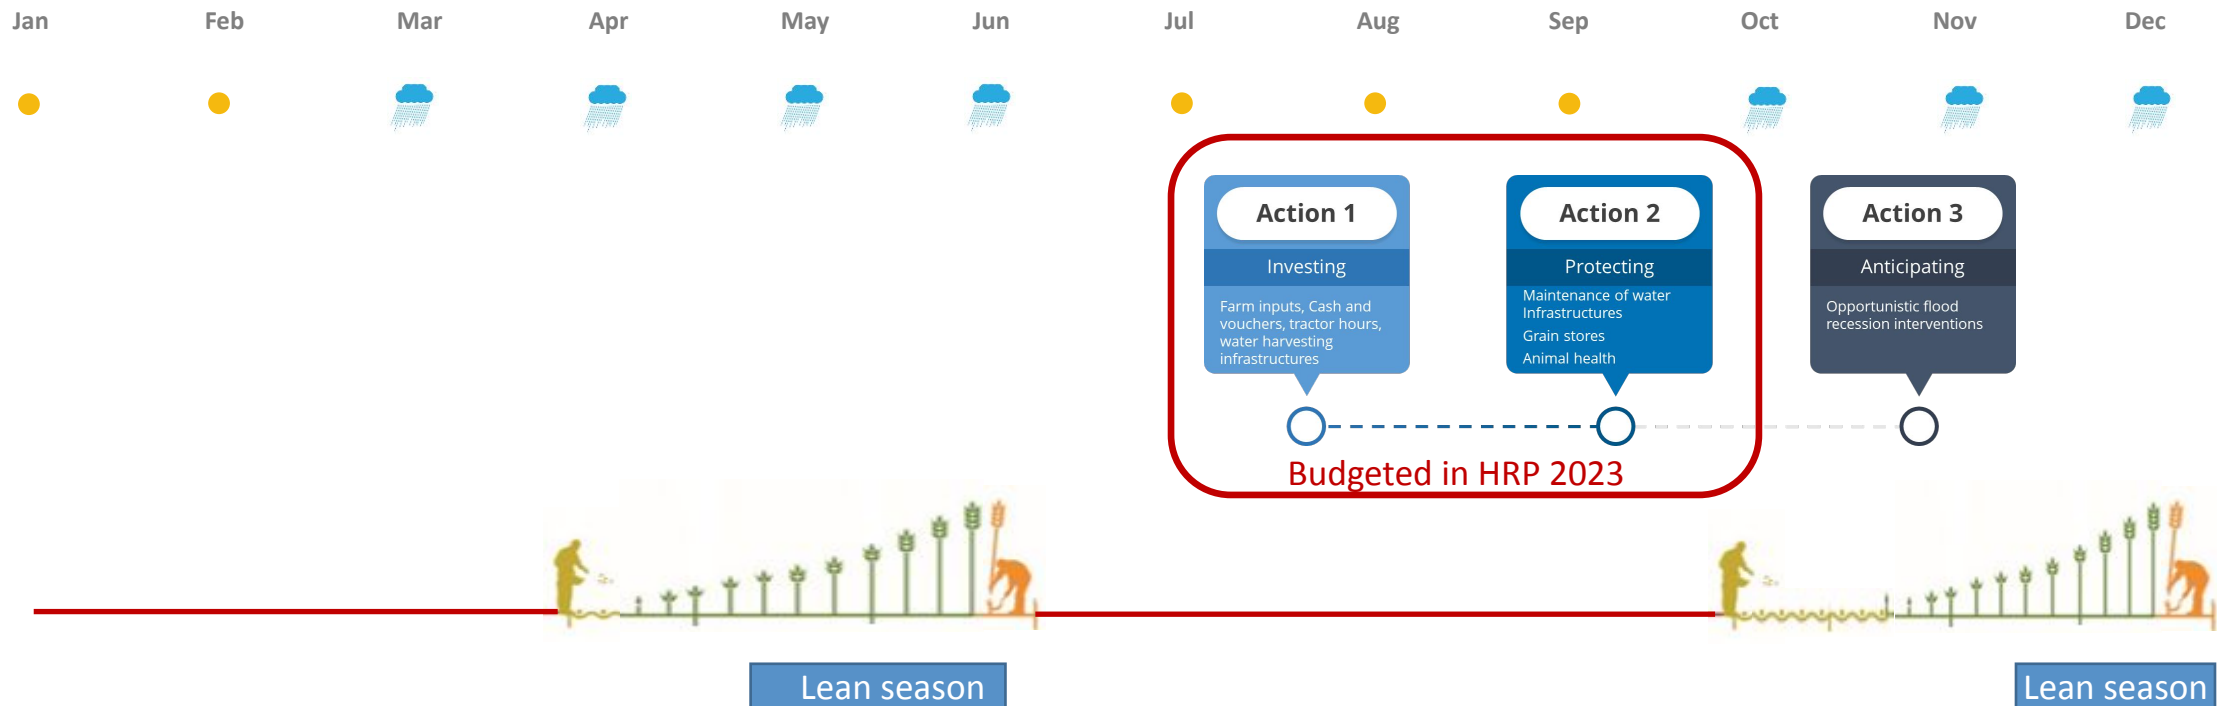 Jan Feb Mar Apr May Jun Jul Aug Sep Oct Nov Dec
Action 1
Investing
Farm inputs, Cash and
vouchers, tractor hours,
water harvesting
infrastructures
Action 2
Protecting
Maintenance of water
Infrastructures
Grain stores
Animal health
Action 3
Anticipating
Opportunistic flood
recession interventions
Budgeted in HRP 2023
Lean season
Lean season